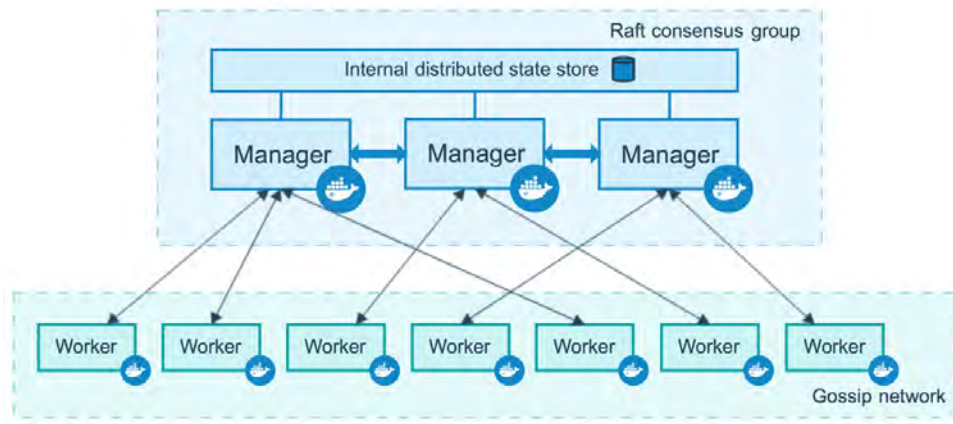 Raft consensus group
Internal distributed state store
Manager
Manager
Manager
Worker
Worker
Worker
Worker
Worker
Worker
Worker
Gossip network